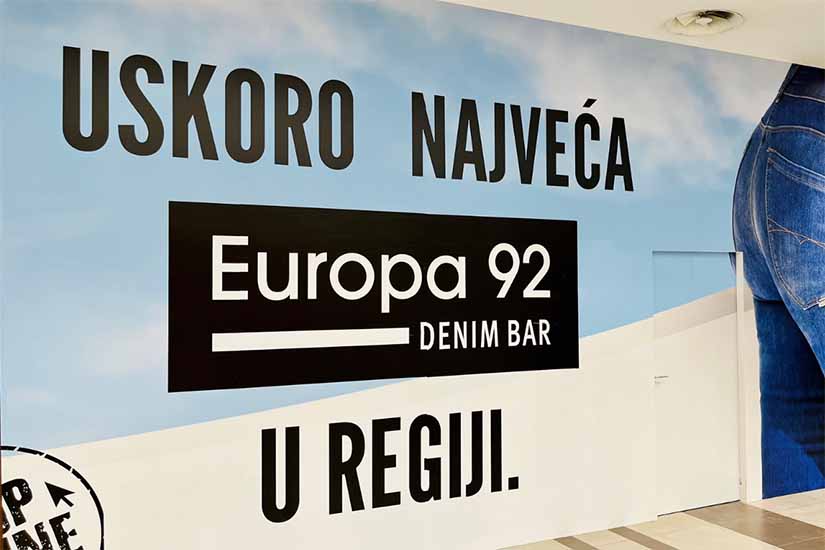 USKORO NAJVEĆA
Europa 92
DENIM BAR
U REGIJI.